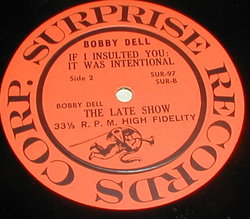 SURPRISE RECORDS CORP.
BOBBY DELL
IF I INSULTED YOU:
IT WAS INTENTIONAL
Side 2
SUR-97
SUR-B
BOBBY DELL
THE LATE SHOW
33⅓ R. P. M. HIGH FIDELITY